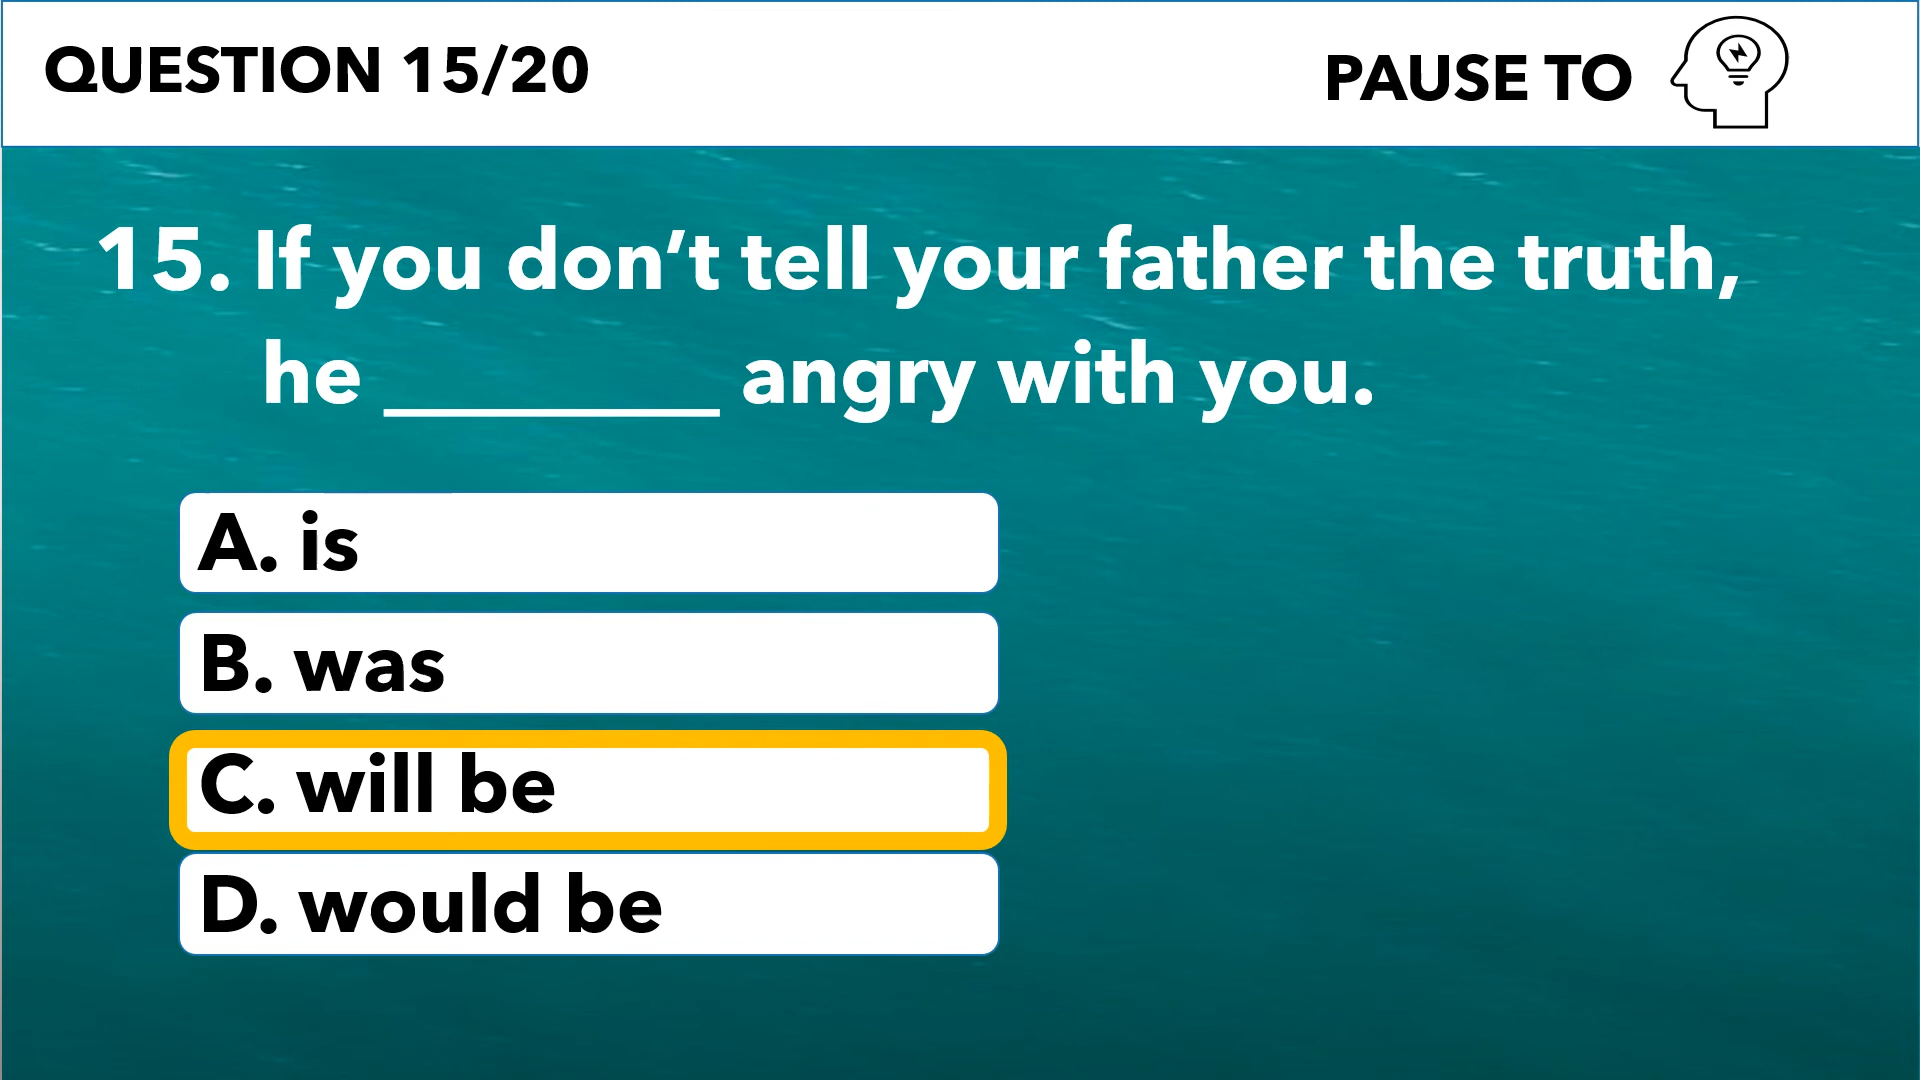 QUESTION 15/20
PAUSE TO
15. If you don’t tell your father the truth,
he ________ angry with you.
A. is
B. was
C. will be
D. would be